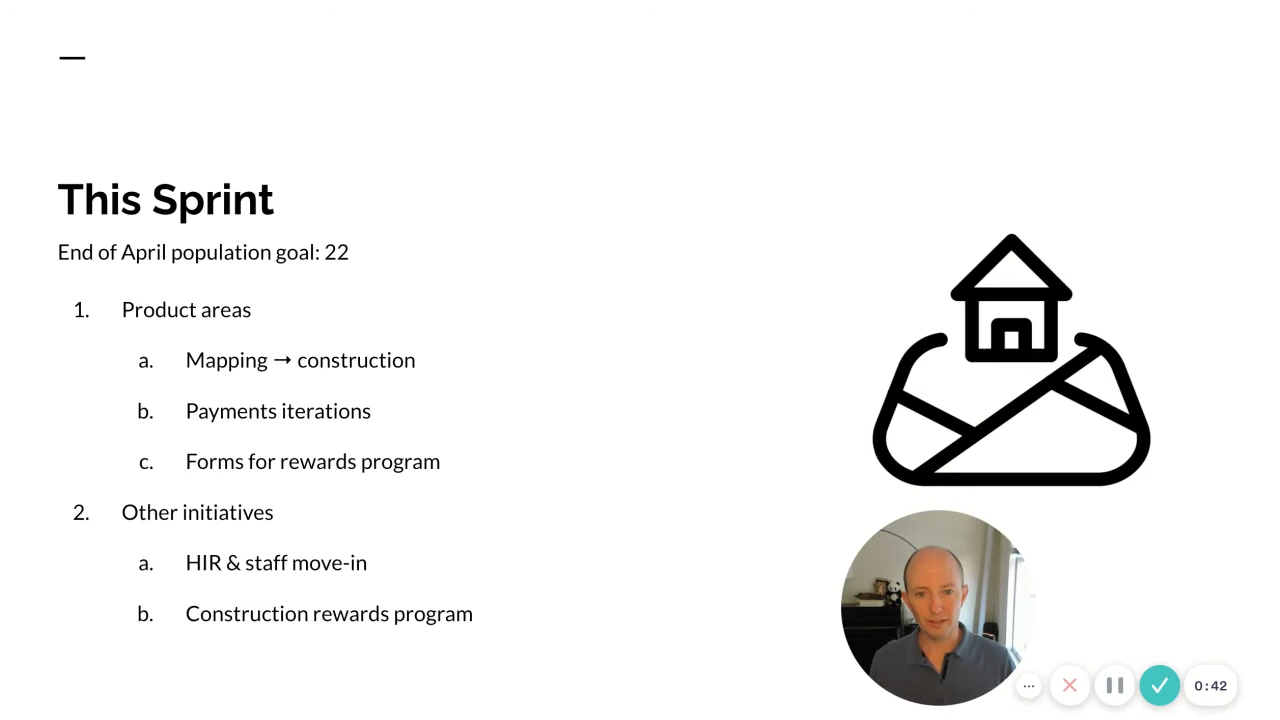 This Sprint
End of April population goal: 22
1. Product areas
a. Mapping → construction
b. Payments iterations
c. Forms for rewards program
2. Other initiatives
a. HIR & staff move-in
b. Construction rewards program
0:42